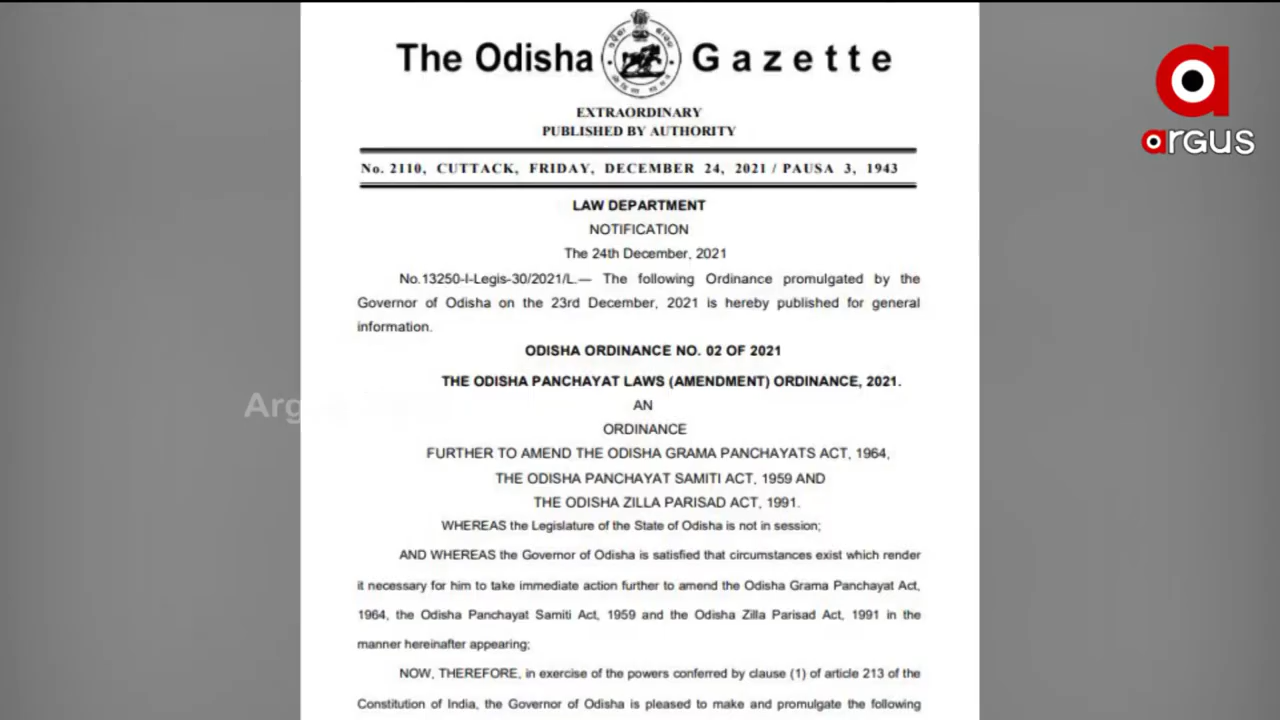 The Odisha Gazette
EXTRAORDINARY
PUBLISHED BY AUTHORITY
No. 2110, CUTTACK, FRIDAY, DECEMBER 24, 2021 / PAUSA 3, 1943
LAW DEPARTMENT
NOTIFICATION
The 24th December, 2021
No.13250-I-Legis-30/2021/L.— The following Ordinance promulgated by the
Governor of Odisha on the 23rd December, 2021 is hereby published for general
information.
ODISHA ORDINANCE NO. 02 OF 2021
THE ODISHA PANCHAYAT LAWS (AMENDMENT) ORDINANCE, 2021.
AN
ORDINANCE
FURTHER TO AMEND THE ODISHA GRAMA PANCHAYATS ACT, 1964,
THE ODISHA PANCHAYAT SAMITI ACT, 1959 AND
THE ODISHA ZILLA PARISAD ACT, 1991.
WHEREAS the Legislature of the State of Odisha is not in session;
AND WHEREAS the Governor of Odisha is satisfied that circumstances exist which render
it necessary for him to take immediate action further to amend the Odisha Grama Panchayat Act,
1964, the Odisha Panchayat Samiti Act, 1959 and the Odisha Zilla Parisad Act, 1991 in the
manner hereinafter appearing;
NOW, THEREFORE, in exercise of the powers conferred by clause (1) of article 213 of the
Constitution of India, the Governor of Odisha is pleased to make and promulgate the following
argus